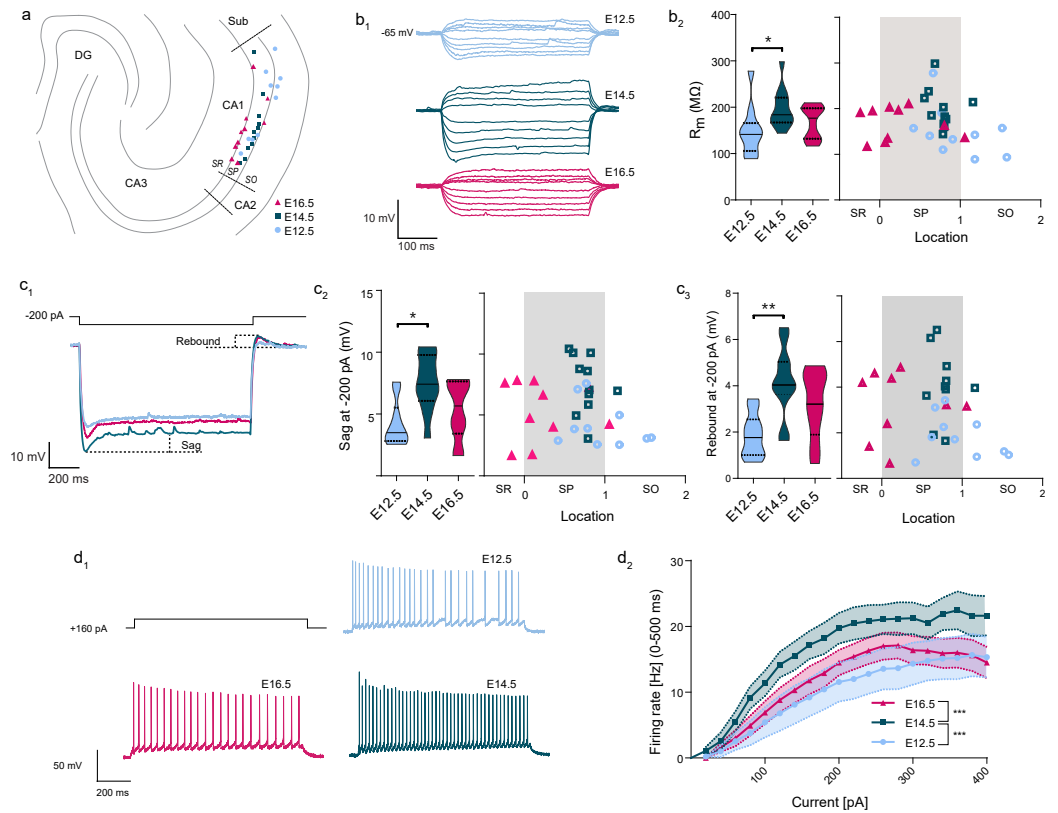 a
Sub
DG
CA1
CA3
SR
SP
SO
CA2
E16.5
E14.5
E12.5
b1
-65 mV
E12.5
E14.5
E16.5
10 mV
100 ms
b2
Rm (MΩ)
400
300
200
100
0
*
E12.5
E14.5
E16.5
SR
0
SP
1
SO
2
Location
c1
-200 pA
Rebound
Sag
10 mV
200 ms
c2
Sag at -200 pA (mV)
15
10
5
*
E12.5
E14.5
E16.5
SR
0
SP
1
SO
2
Location
c3
Rebound at -200 pA (mV)
8
6
4
2
0
**
E12.5
E14.5
E16.5
SR
0
SP
1
SO
2
Location
d1
+160 pA
E12.5
E16.5
E14.5
50 mV
200 ms
d2
Firing rate [Hz] (0-500 ms)
30
20
10
0
E16.5
E14.5
E12.5
***
***
100
200
300
400
Current [pA]